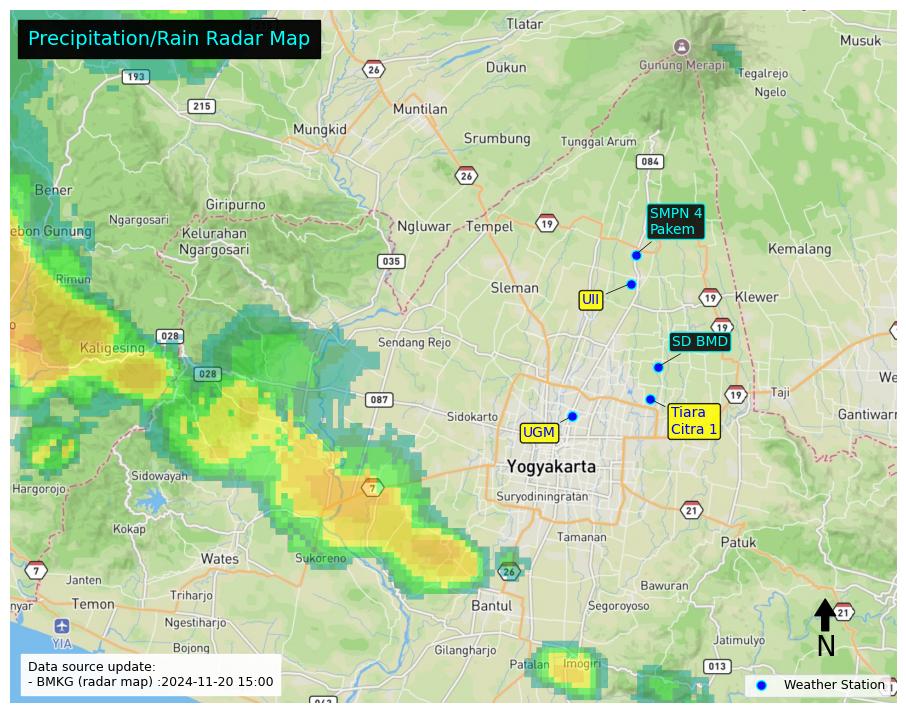 Precipitation/Rain Radar Map
Tlatar
Musuk
26
Dukun
Gunung Merapi
Tegalrejo
193
Ngelo
215
Muntilan
Mungkid
Srumbung
Tunggal Arum
084
26
Bener
Giripurno
SMPN 4
Pakem
Ngargosari
Ngluwar
Tempel
19
ebon Gunung
Kelurahan
Ngargosari
Kemalang
035
Rimun
Sleman
UII
19
Klewer
19
028
Sendang Rejo
SD BMD
Kaligesing
028
We
087
19
Taji
Sidokarto
Tiara
Citra 1
Gantiwarn
UGM
Yogyakarta
Sidowayah
Hargorojo
7
Suryodiningratan
21
Kokap
Tamanan
Patuk
Wates
Sukoreno
7
26
Janten
Bawuran
Triharjo
nyar
Temon
Bantul
Segoroyoso
21
Ngestiharjo
N
YIA
Bojong
Gilangharjo
Jatimulyo
Patalan
Imogiri
013
Data source update:
- BMKG (radar map) :2024-11-20 15:00
Weather Station